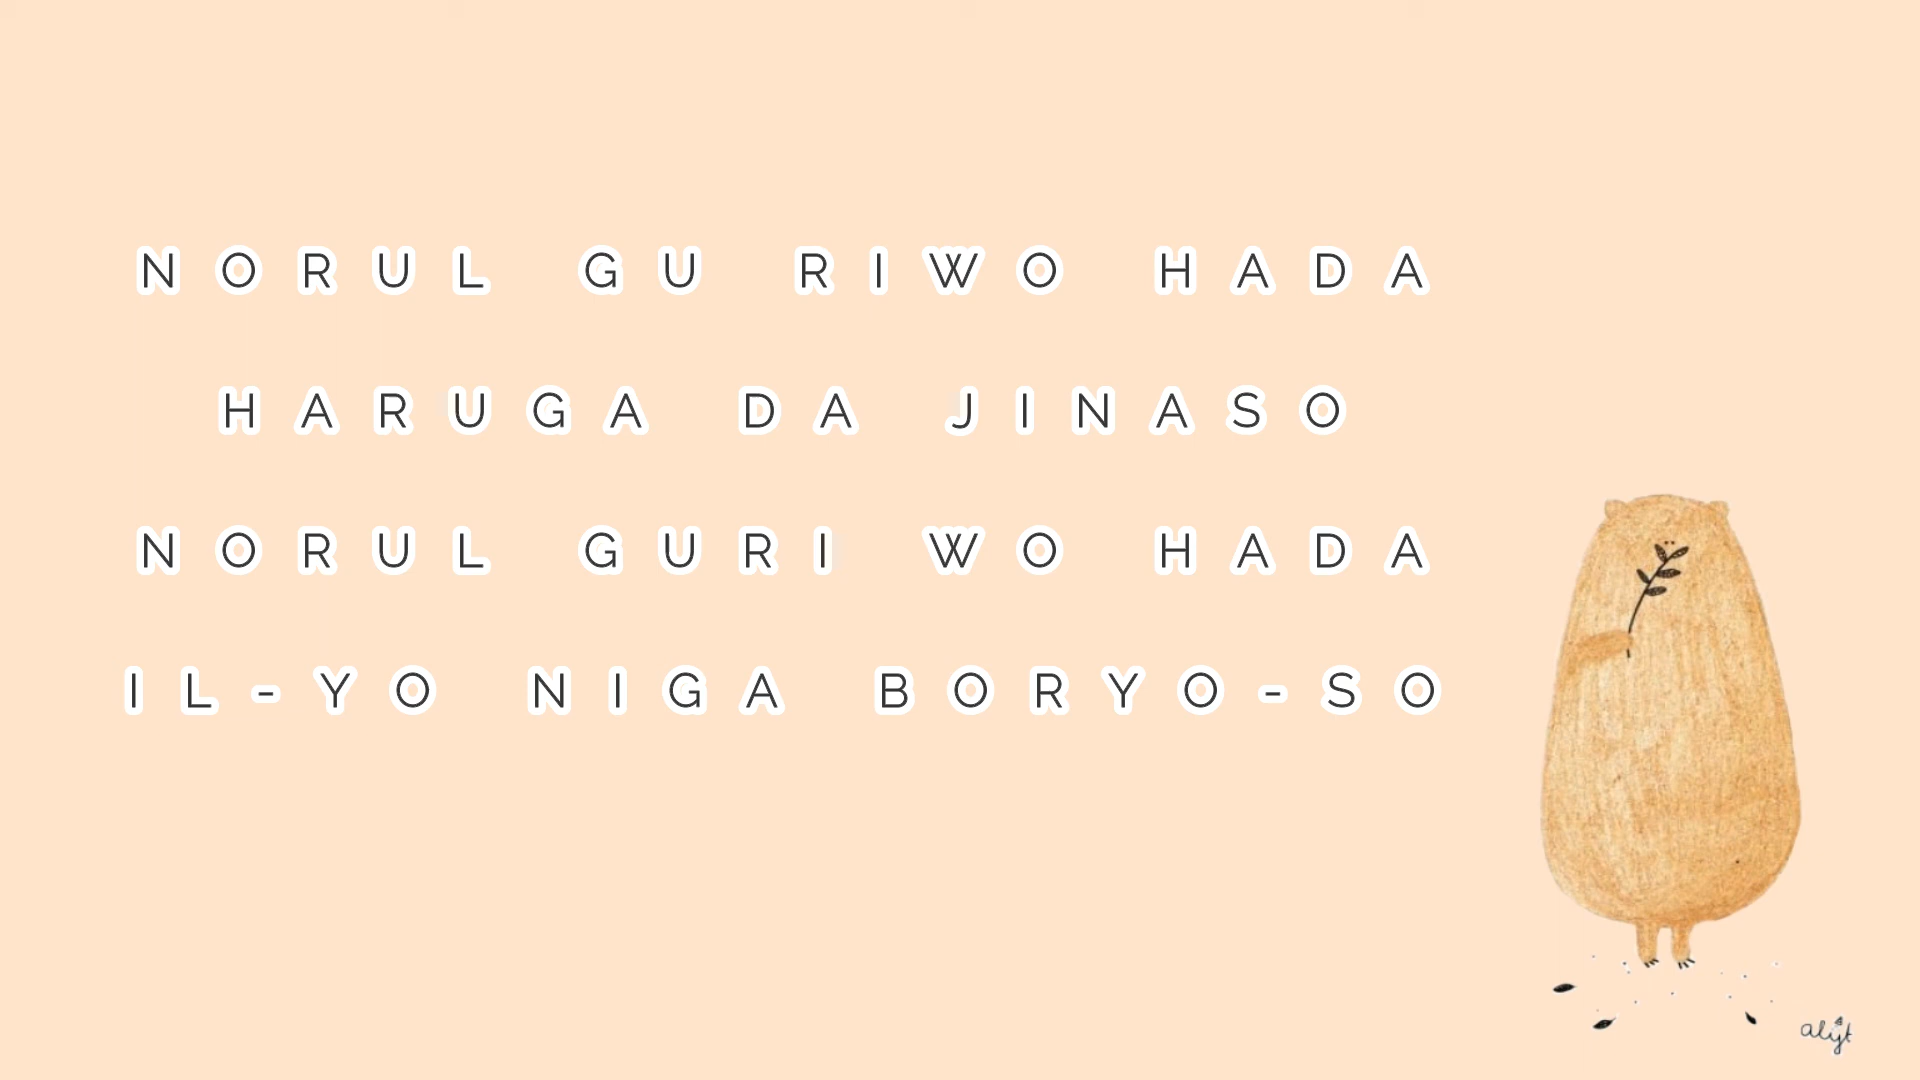 NORUL GU RIWO HADA
HARUGA DA JINASO
NORUL GURI WO HADA
IL-YO NIGA BORYO-SO